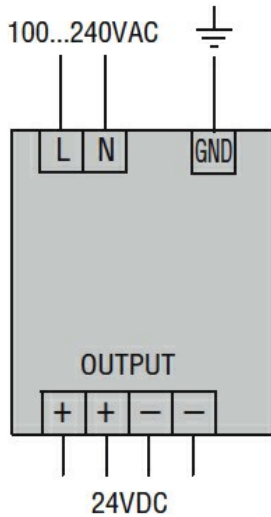 100...240VAC
L N GND
OUTPUT
+ + − −
24VDC